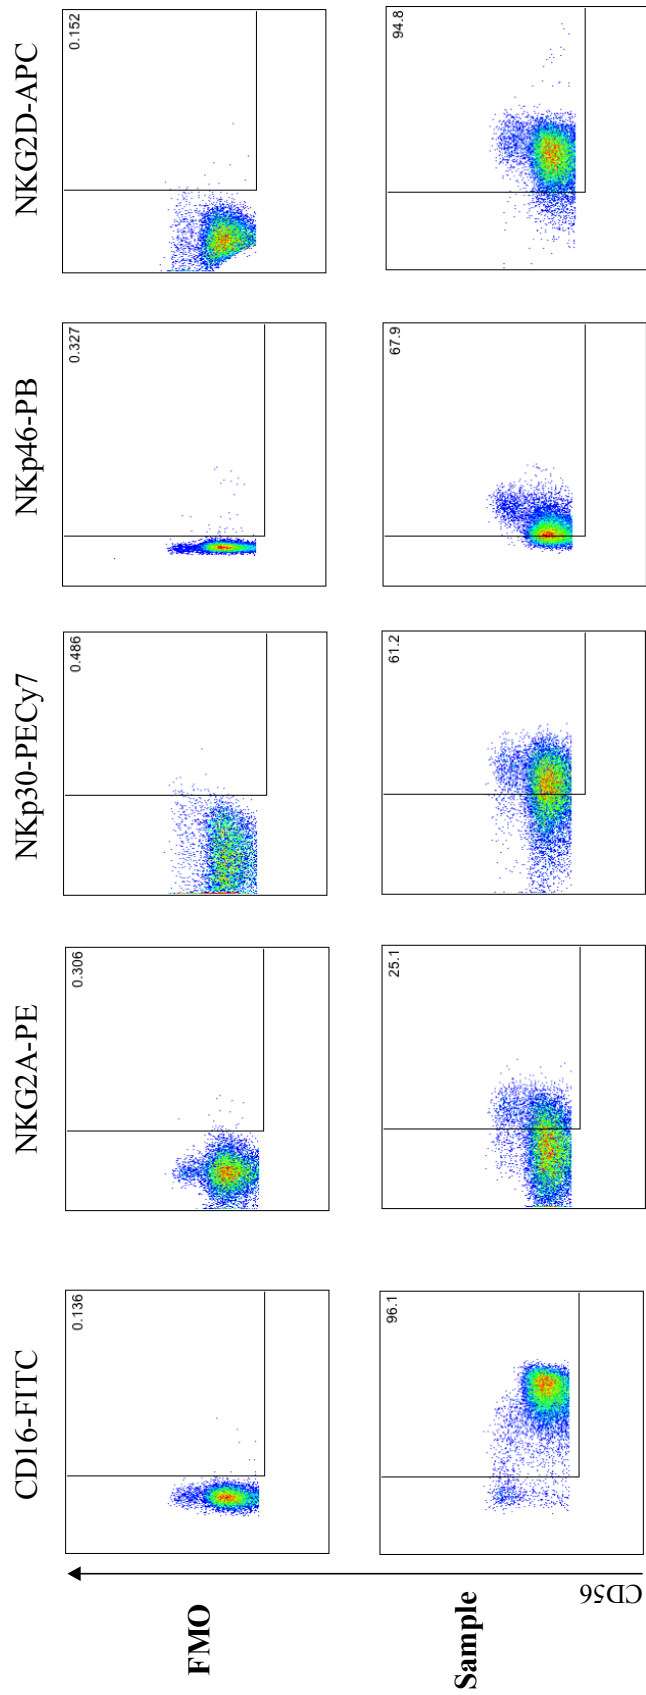 CD16-FITC
NKG2A-PE
NKp30-PECy7
NKp46-PB
NKG2D-APC
FMO
0.136
0.306
0.486
0.327
0.152
Sample
96.1
25.1
61.2
67.9
94.8
CD56